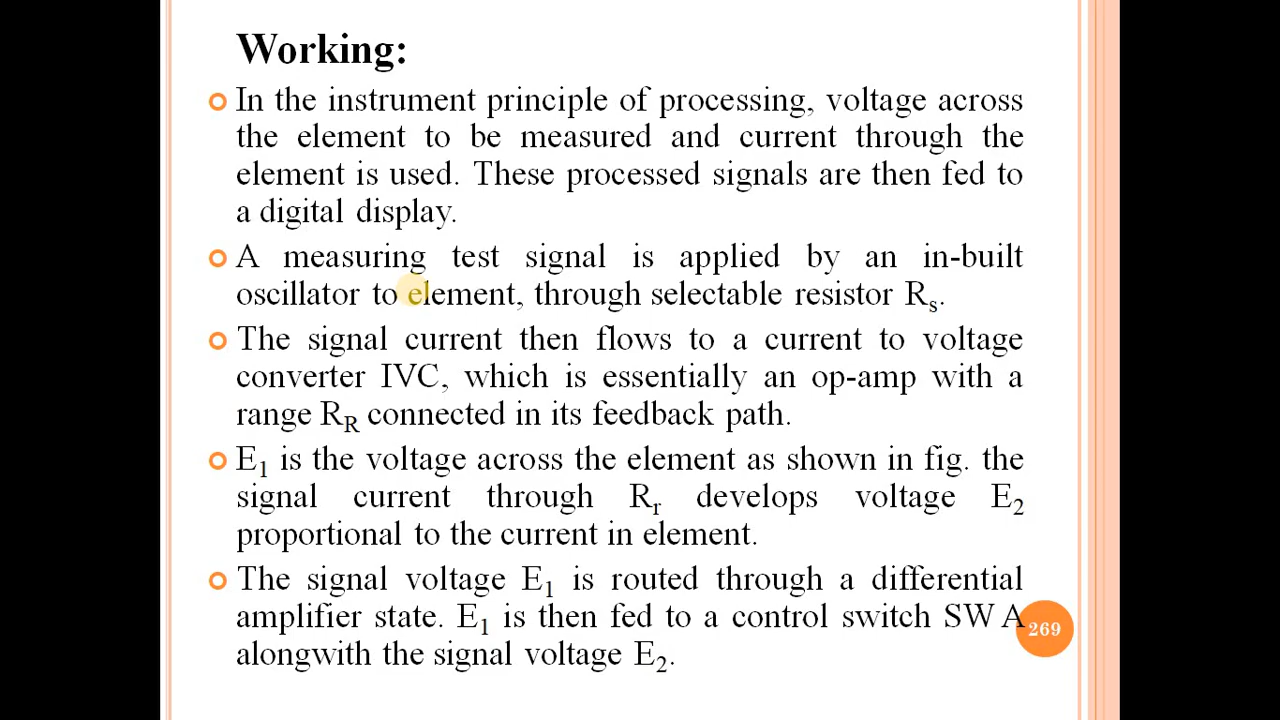 Working:
In the instrument principle of processing, voltage across
the element to be measured and current through the
element is used. These processed signals are then fed to
a digital display.
A measuring test signal is applied by an in-built
oscillator to element, through selectable resistor Rs.
The signal current then flows to a current to voltage
converter IVC, which is essentially an op-amp with a
range RR connected in its feedback path.
E1 is the voltage across the element as shown in fig. the
signal current through Rr develops voltage E2
proportional to the current in element.
The signal voltage E1 is routed through a differential
amplifier state. E1 is then fed to a control switch SW A
alongwith the signal voltage E2.
269